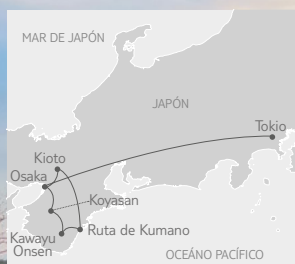 MAR DE JAPÓN
JAPÓN
Tokio
Kioto
Osaka
Koyasan
Ruta de Kumano
Kawayu
Onsen
OCEÁNO PACÍFICO